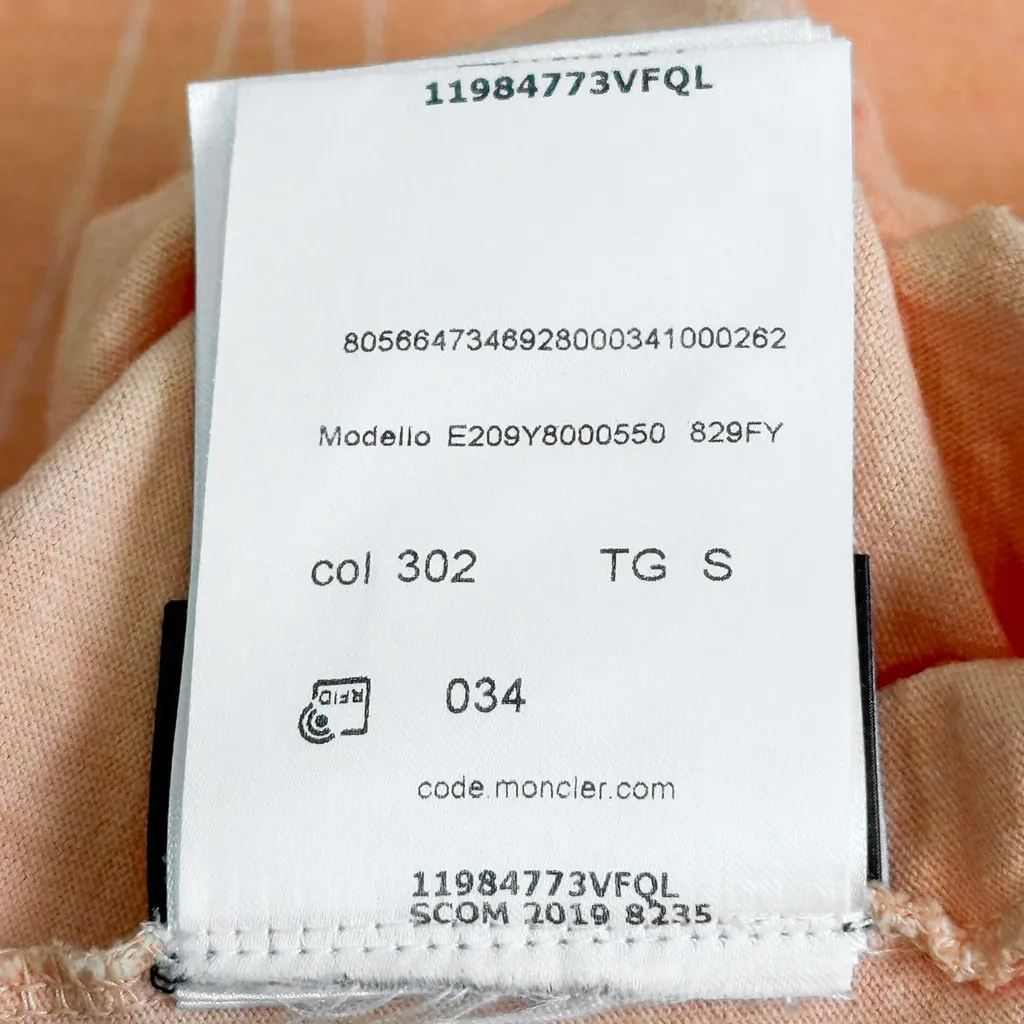 11984773VFQL
8056647346928000341000262
Modello E209Y8000550 829FY
col 302 TG S
RFID
034
code.moncler.com
11984773VFQL
SCOM 2019 8235